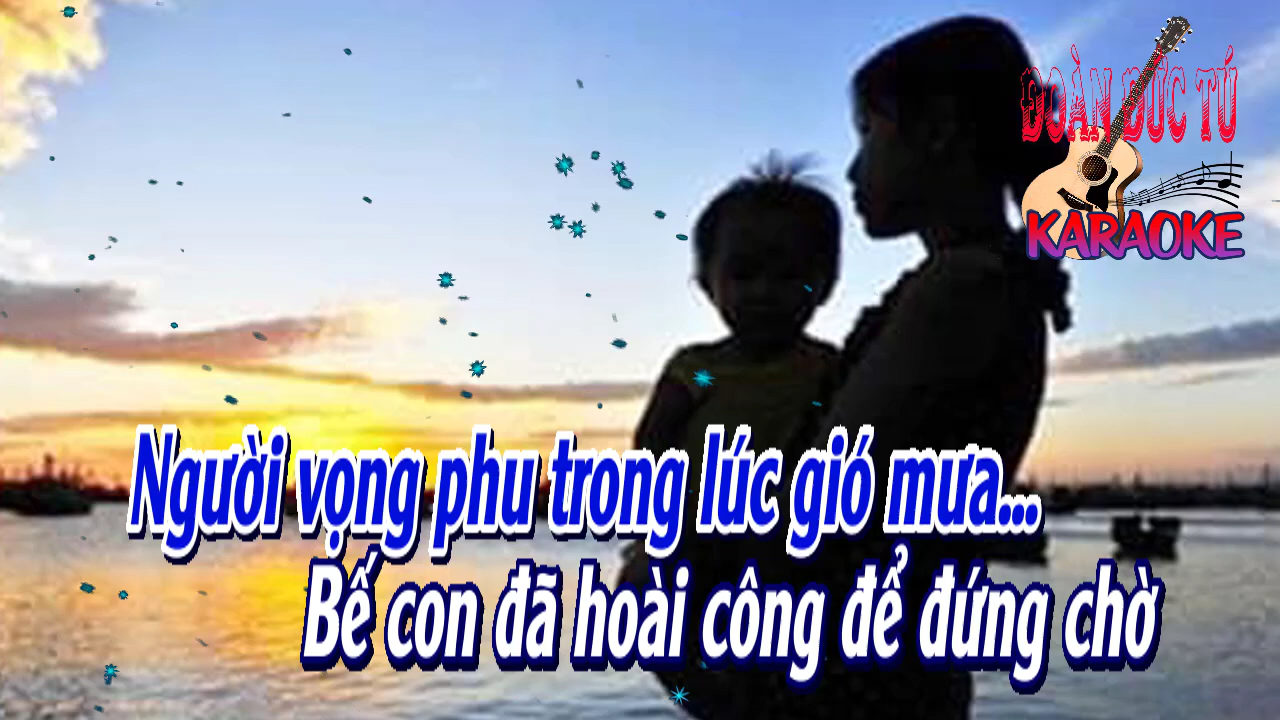 ĐOÀN ĐỨC TÚ
KARAOKE
Người vọng phu trong lúc gió mưa...
Bế con đã hoài công để đứng chờ